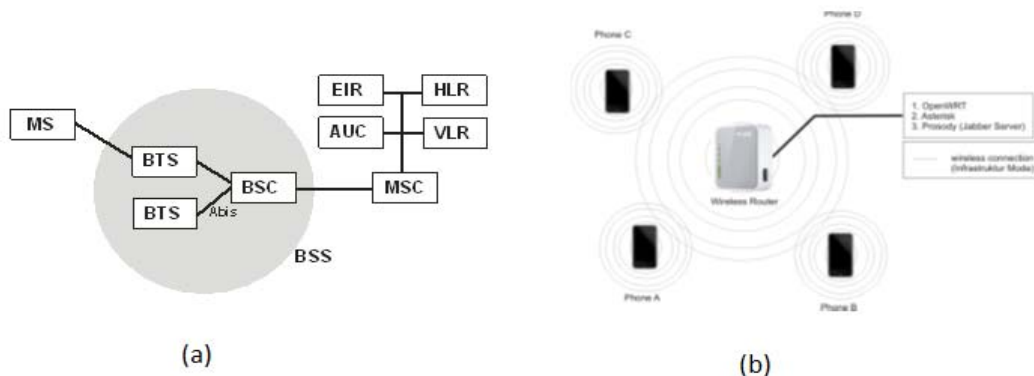 EIR HLR
MS
AUC VLR
BTS
BSC MSC
BTS
Abis
BSS
(a)
Phone D
Phone C
1. OpenWRT
2. Asterisk
3. Prosody (Jabber Server)
wireless connection
(Infrastruktur Mode)
Wireless Router
Phone A
Phone B
(b)